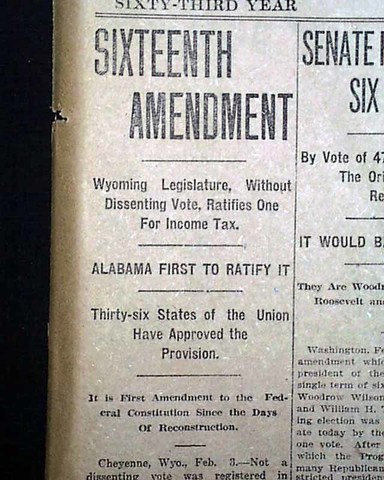 SIXTY-THIRD YEAR
SIXTEENTH
AMENDMENT
Wyoming Legislature, Without
Dissenting Vote, Ratifies One
For Income Tax.
ALABAMA FIRST TO RATIFY IT
Thirty-six States of the Union
Have Approved the
Provision.
It is First Amendment to the Fed-
eral Constitution Since the Days
Of Reconstruction.
Cheyenne, Wyo., Feb. 3.—Not a
dissenting vote was registered in
SENATE
SIX
By Vote of 47
The Ori
Re
IT WOULD B
They Are Woodr
Roosevelt an
Washington, Fe
amendment whic
president of the
single term of six
Woodrow Wilson
and William H. T
ing election was
ate today by the
one vote. After
which the Prog
many Republican
stricted president